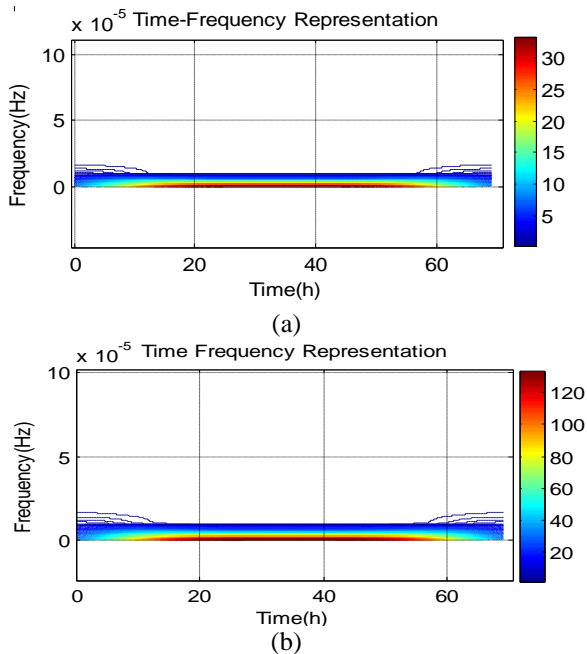 x 10^-5 Time-Frequency Representation
10
5
0
Frequency(Hz)
0 20 40 60
Time(h)
30
25
20
15
10
5
(a)
x 10^-5 Time Frequency Representation
10
5
0
Frequency(Hz)
0 20 40 60
Time(h)
120
100
80
60
40
20
(b)